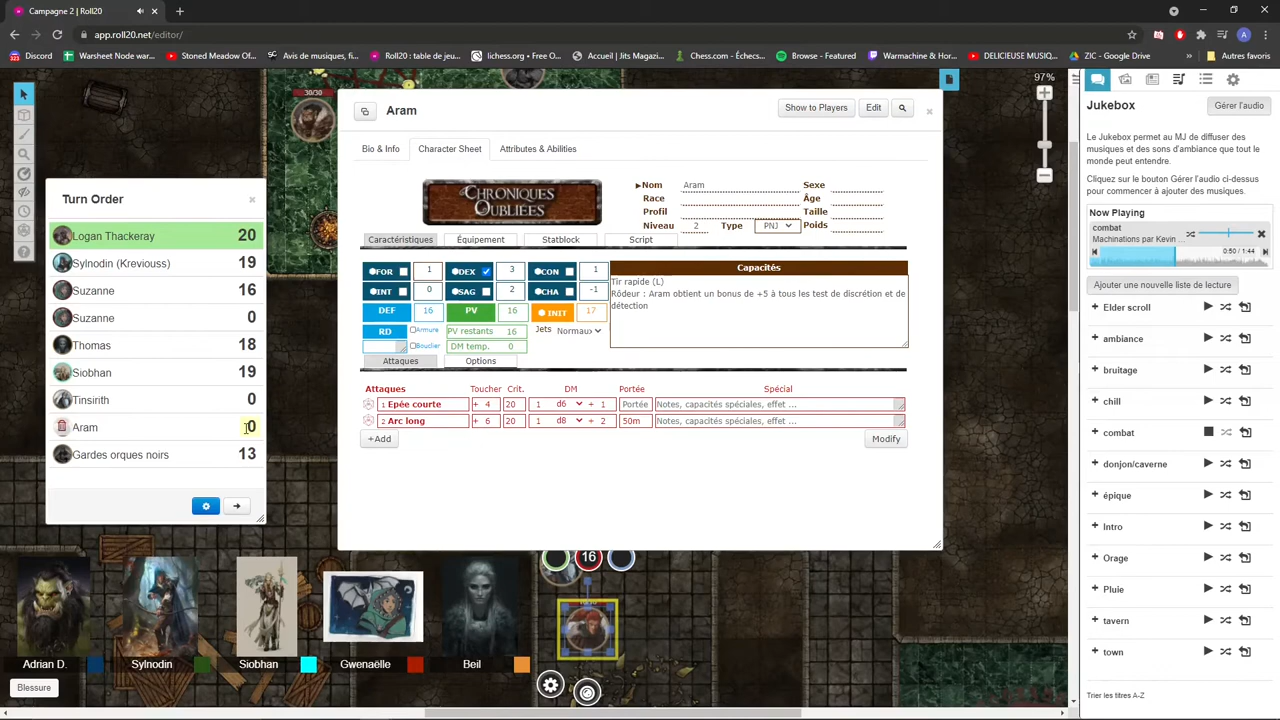 Online campaigns | Roll20
app.roll20.net/editor/
Discord
Warsheet Node war...
Stoned Meadow Of...
Avis de musiques, f...
Roll20 : table de jeu...
lichess.org • Free O...
Accueil | Jits Magazi...
Chess.com - Échecs...
Browse - Featured
Warmachine & Hor...
DELICIEUSE MUSIQ...
ZIC - Google Chrome
Autres favoris
97%
30/30
Aram
Show to Players
Edit
Bio & Info
Character Sheet
Attributes & Abilities
CHRONIQUES OUBLIÉES
Nom Aram Sexe
Race Âge
Profil Taille
Niveau 2 Type PNJ Poids
Caractéristiques Équipement Statblock Script
FOR 1 DEX 3 CON 1
INT 0 SAG 2 CHA -1
DEF 16 PV 16 INIT 17
RD Armure PV restants 16 Jets Normaux
Bouclier DM temp. 0
Capacités
Tir rapide (L)
Rôdeur : Aram obtient un bonus de +5 à tous les test de discrétion et de
détection
Attaques Options
Attaques Toucher Crit. DM Portée Spécial
1 Epée courte + 4 20 1 d6 + 1 Portée Notes, capacités spéciales, effet ...
2 Arc long + 6 20 1 d8 + 2 50m Notes, capacités spéciales, effet ...
+Add
Modify
Turn Order
Logan Thackeray 20
Sylnodin (Kreviouss) 19
Suzanne 16
Suzanne 0
Thomas 18
Siobhan 19
Tinsirith 0
Aram 0
Gardes orques noirs 13
16
Adrian D.
Sylnodin
Siobhan
Gwenaëlle
Beil
Blessure
Jukebox
Gérer l'audio
Le Jukebox permet au MJ de diffuser des
musiques et des sons d'ambiance que tout le
monde peut entendre.
Cliquez sur le bouton Gérer l'audio ci-dessus
pour commencer à ajouter des musiques.
Now Playing
combat
Machinations par Kevin ...
0:50 / 1:44
Ajouter une nouvelle liste de lecture
Elder scroll
ambiance
bruitage
chill
combat
donjon/caverne
épique
Intro
Orage
Pluie
tavern
town
Trier les titres A-Z